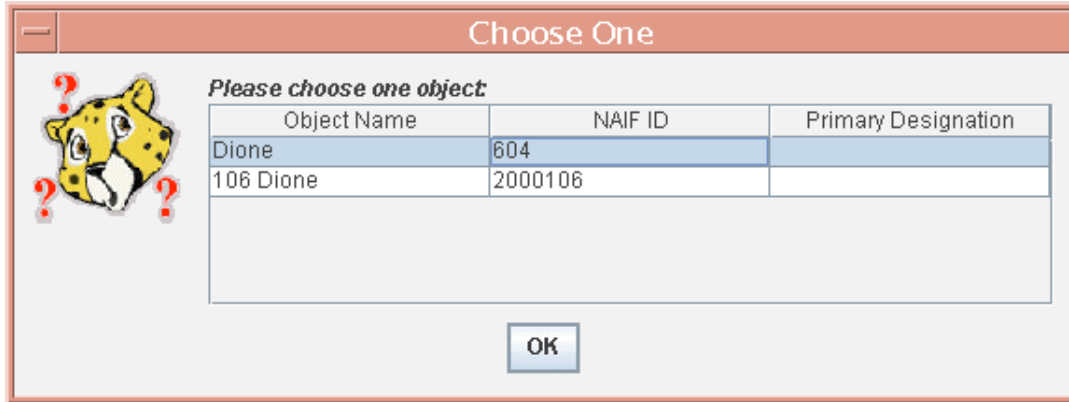 Choose One
? Please choose one object:
Object Name NAIF ID Primary Designation
Dione 604
106 Dione 2000106
? ?
OK